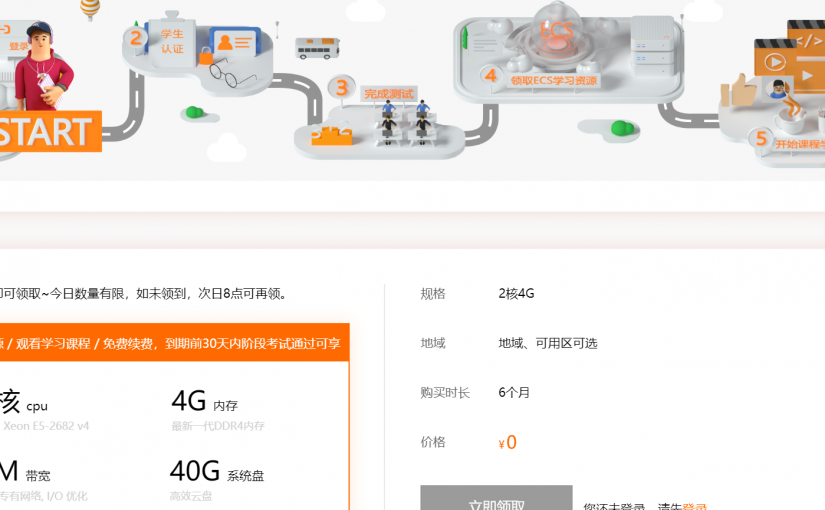 登录
START
2
学生
认证
3
完成测试
ECS
4
领取ECS学习资源
</>
5
开始课程学
即可领取~今日数量有限，如未领到，次日8点可再领。
源 / 观看学习课程 / 免费续费，到期前30天内阶段考试通过可享
核 cpu
Xeon E5-2682 v4
4G 内存
最新一代DDR4内存
M 带宽
专有网络, I/O 优化
40G 系统盘
高效云盘
规格 2核4G
地域 地域、可用区可选
购买时长 6个月
价格 ¥0
立即领取
您还未登录，请先登录